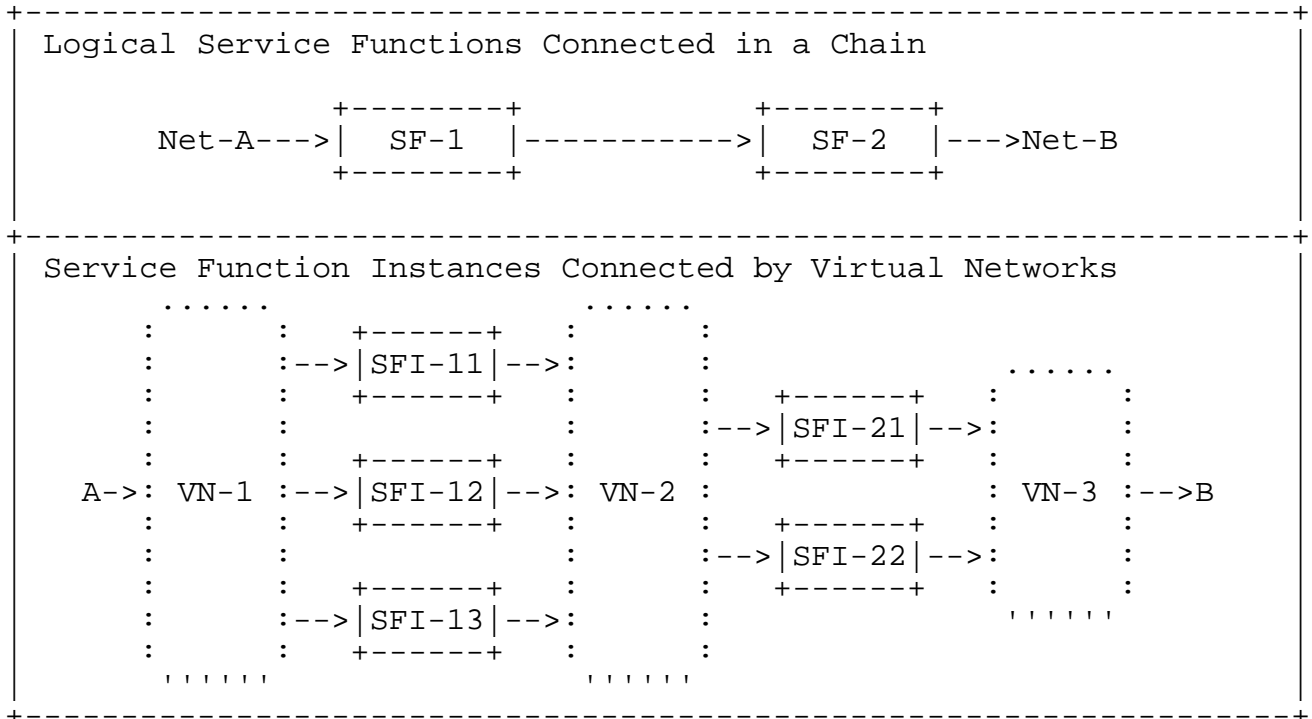 +-----------------------------------------------------------------------+
| Logical Service Functions Connected in a Chain                        |
|                                                                       |
|                 +--------+             +--------+                     |
|       Net-A--->|  SF-1  |------------>|  SF-2  |--->Net-B            |
|                 +--------+             +--------+                     |
|                                                                       |
+-----------------------------------------------------------------------+
| Service Function Instances Connected by Virtual Networks              |
|        ......                  ......                                 |
|       :      :   +------+   :      :                                  |
|       :      :-->|SFI-11|-->:      :                 ......           |
|       :      :   +------+   :      :   +------+   :      :            |
|       :      :              :      :-->|SFI-21|-->:      :            |
|       :      :   +------+   :      :   +------+   :      :            |
|   A->: VN-1 :-->|SFI-12|-->: VN-2 :              : VN-3 :-->B        |
|       :      :   +------+   :      :   +------+   :      :            |
|       :      :              :      :-->|SFI-22|-->:      :            |
|       :      :   +------+   :      :   +------+   :      :            |
|       :      :-->|SFI-13|-->:      :                 ''''''           |
|       :      :   +------+   :      :                                  |
|        ''''''                  ''''''                                 |
+-----------------------------------------------------------------------+